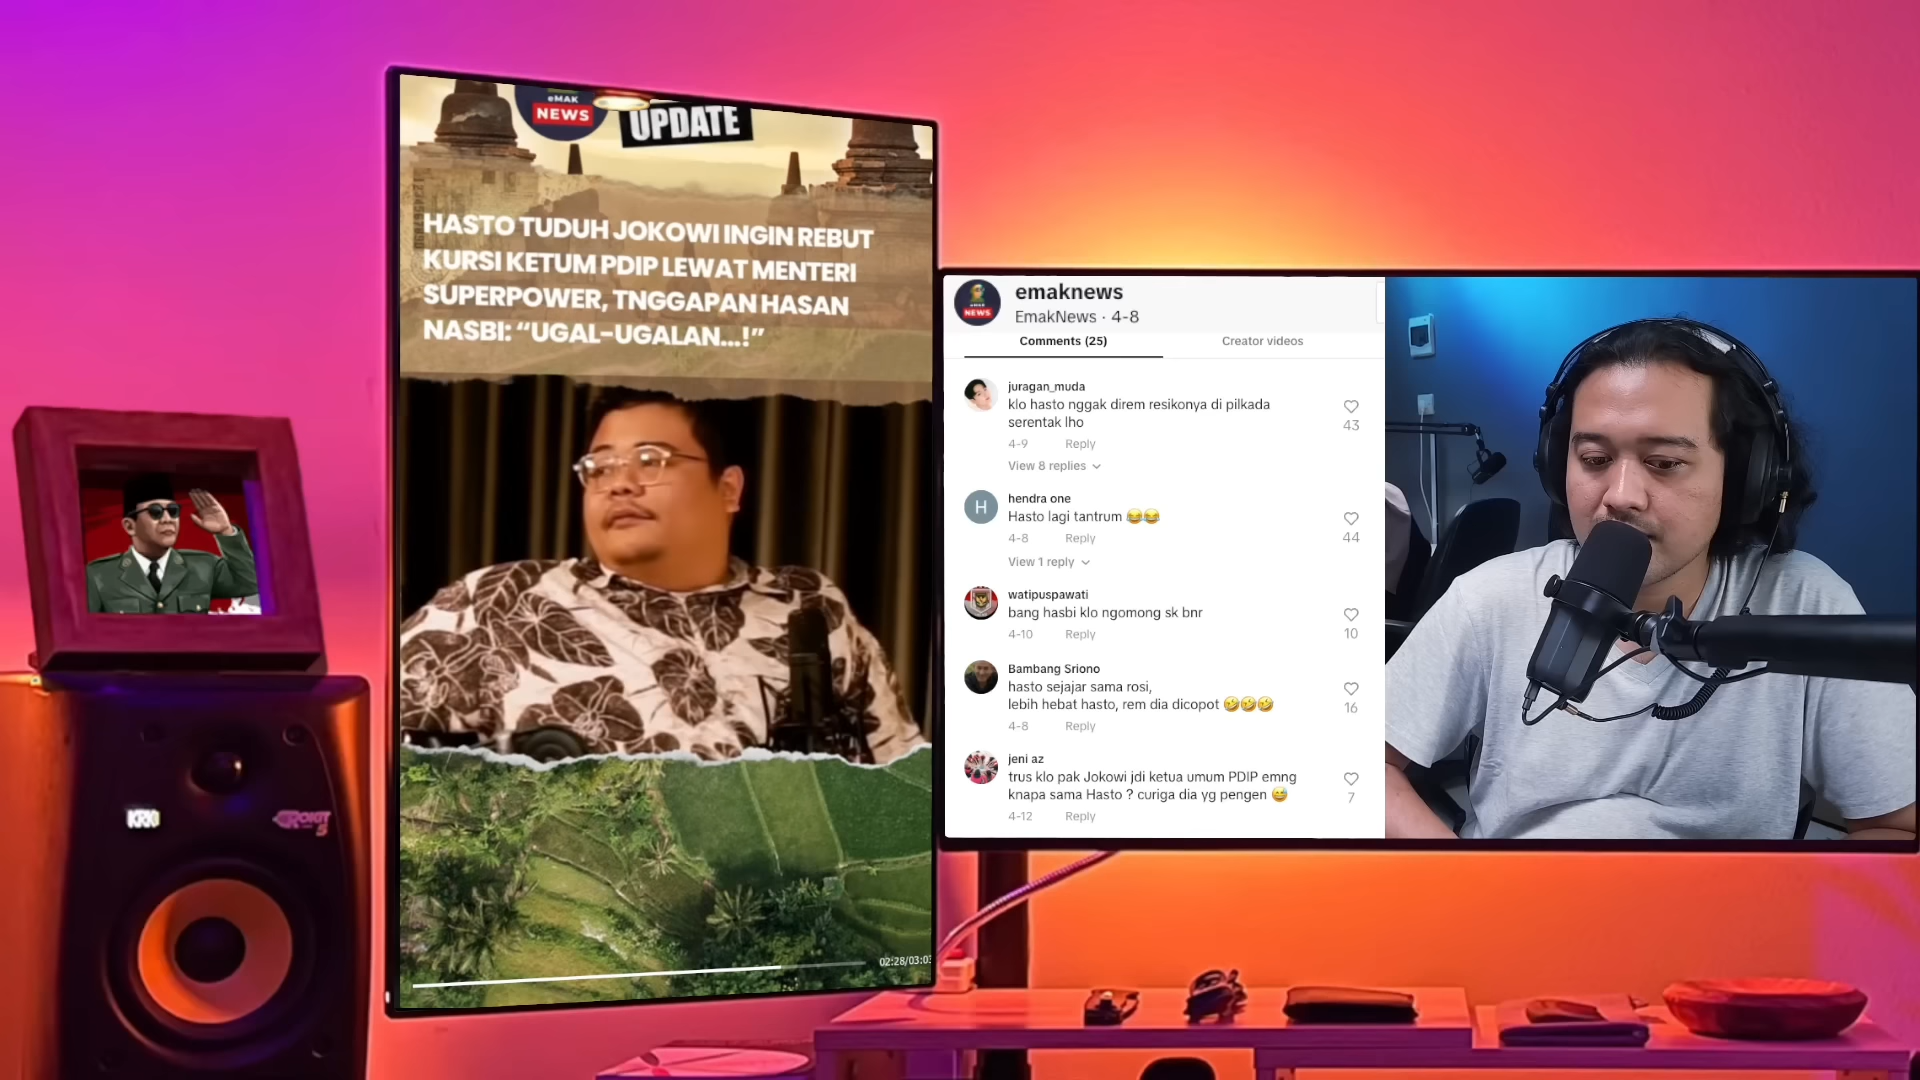 eMAK
NEWS
UPDATE
HASTO TUDUH JOKOWI INGIN REBUT
KURSI KETUM PDIP LEWAT MENTERI
SUPERPOWER, TNGGAPAN HASAN
NASBI: “UGAL-UGALAN...!”
02:28/03:03
emaknews
EmakNews · 4-8
Comments (25)
Creator videos
juragan_muda
klo hasto nggak direm resikonya di pilkada
serentak lho
43
4-9 Reply
View 8 replies
H
hendra one
Hasto lagi tantrum 😂😂
44
4-8 Reply
View 1 reply
watipuspawati
bang hasbi klo ngomong sk bnr
10
4-10 Reply
Bambang Sriono
hasto sejajar sama rosi,
lebih hebat hasto, rem dia dicopot 🤣🤣🤣
16
4-8 Reply
jeni az
trus klo pak Jokowi jdi ketua umum PDIP emng
knapa sama Hasto ? curiga dia yg pengen 😅
7
4-12 Reply
KRK
ROKIT 5
NEWS